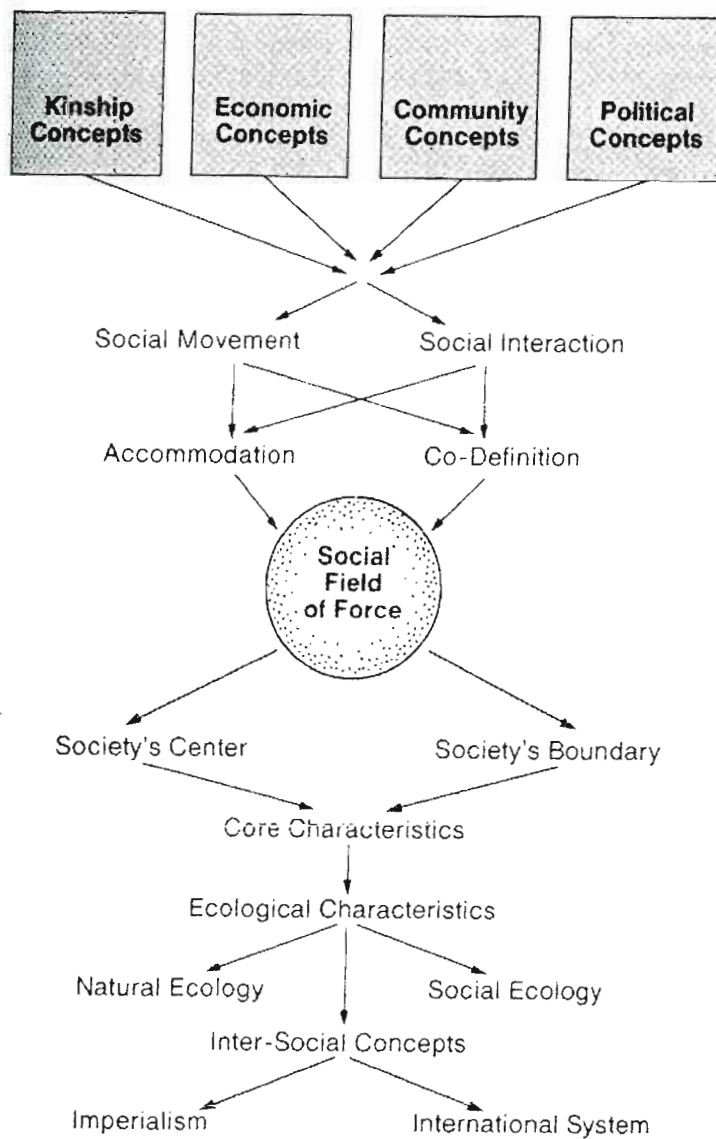 Kinship
Concepts
Economic
Concepts
Community
Concepts
Political
Concepts
Social Movement
Social Interaction
Accommodation
Co-Definition
Social
Field
of Force
Society's Center
Society's Boundary
Core Characteristics
Ecological Characteristics
Natural Ecology
Social Ecology
Inter-Social Concepts
Imperialism
International System